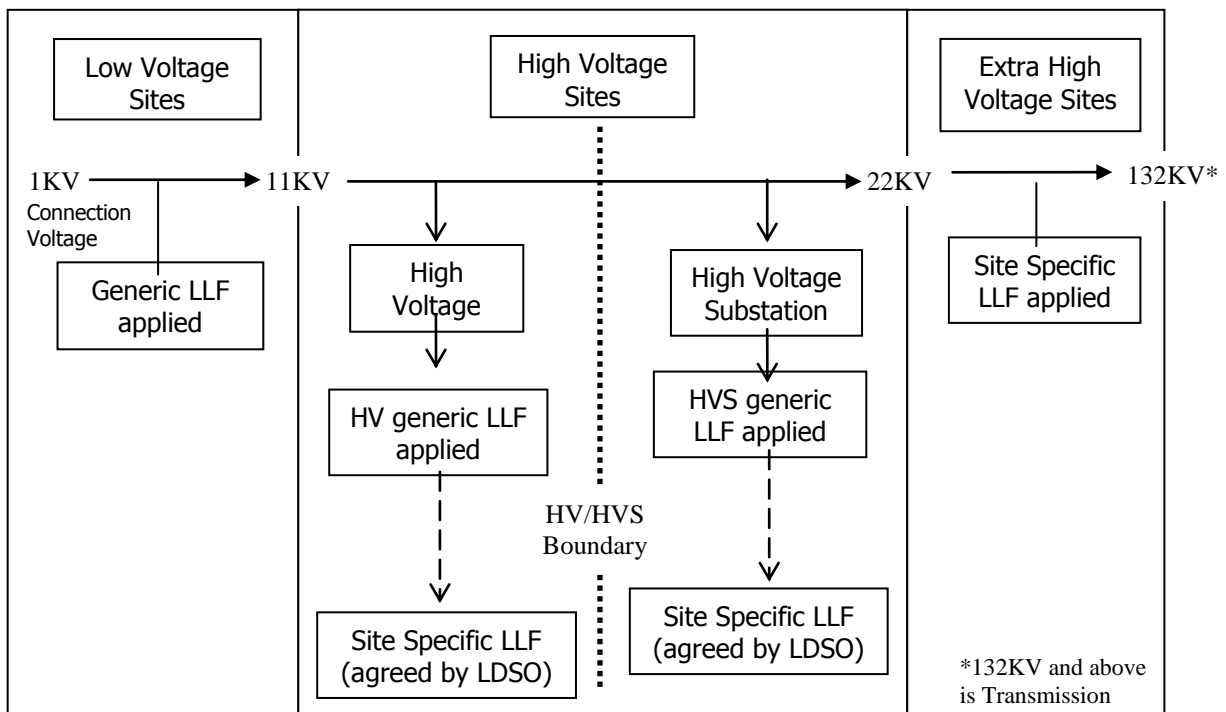 Low Voltage
Sites
High Voltage
Sites
Extra High
Voltage Sites
1KV
11KV
22KV
132KV*
Connection
Voltage
Generic LLF
applied
High
Voltage
High Voltage
Substation
Site Specific
LLF applied
HV generic LLF
applied
HVS generic
LLF applied
HV/HVS
Boundary
Site Specific LLF
(agreed by LDSO)
Site Specific LLF
(agreed by LDSO)
*132KV and above
is Transmission